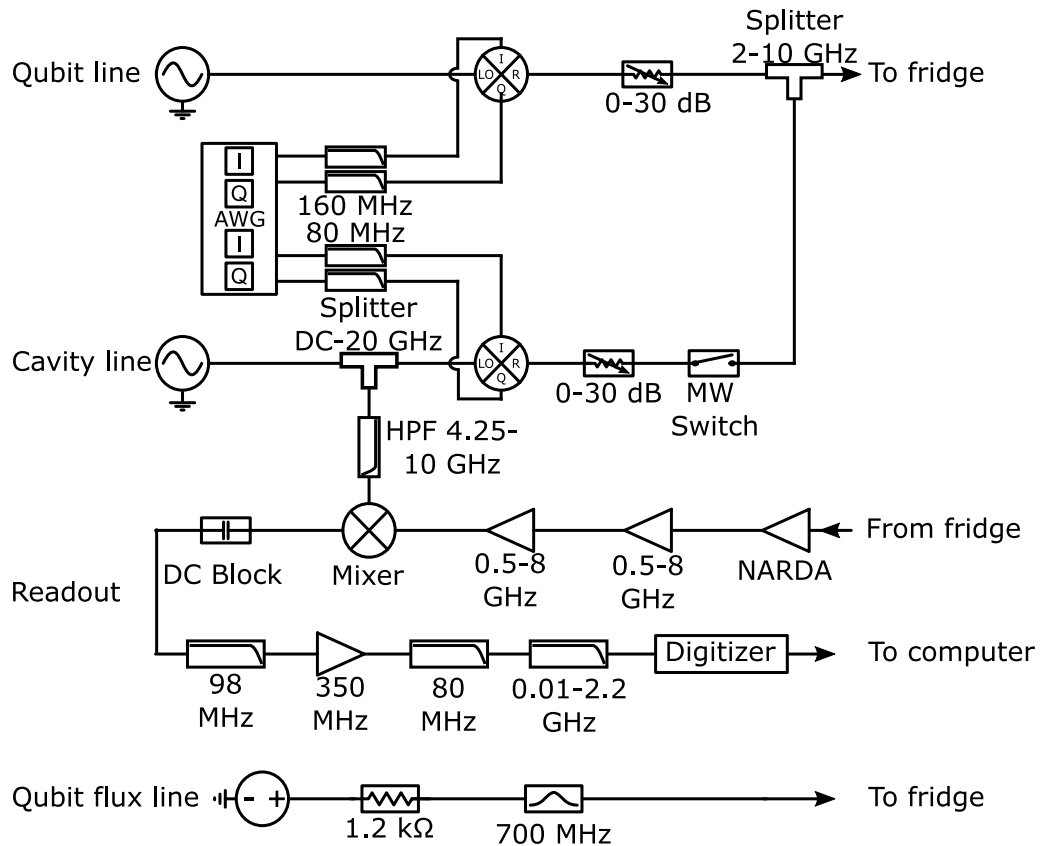 Splitter
2-10 GHz
Qubit line
I
LO R
Q
To fridge
0-30 dB
I
Q
AWG
I
Q
160 MHz
80 MHz
Splitter
DC-20 GHz
Cavity line
I
LO R
Q
0-30 dB
MW
Switch
HPF 4.25-
10 GHz
From fridge
DC Block
Mixer
0.5-8
GHz
0.5-8
GHz
NARDA
Readout
Digitizer
To computer
98
MHz
350
MHz
80
MHz
0.01-2.2
GHz
Qubit flux line
- +
To fridge
1.2 kΩ
700 MHz